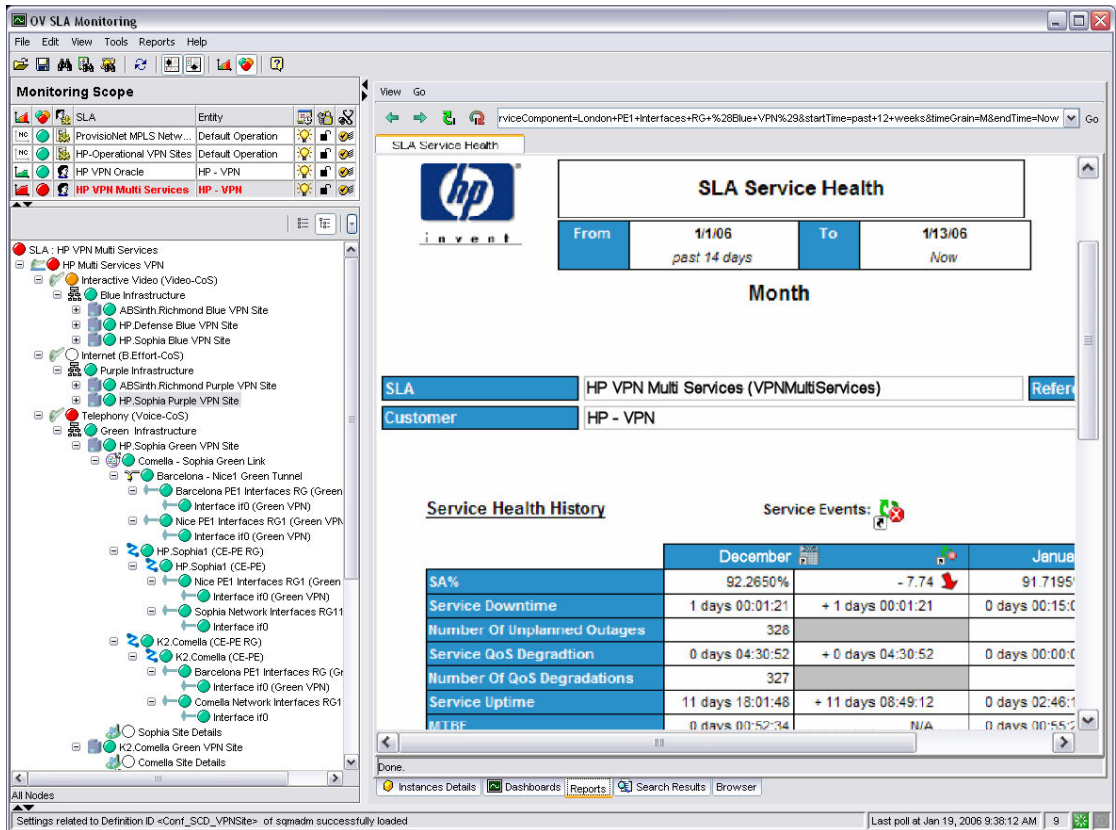 OV SLA Monitoring
File Edit View Tools Reports Help
Monitoring Scope
SLA Entity
NC ProvisioNet MPLS Netw... Default Operation
NC HP-Operational VPN Sites Default Operation
HP VPN Oracle HP - VPN
HP VPN Multi Services HP - VPN
SLA : HP VPN Multi Services
HP Multi Services VPN
Interactive Video (Video-CoS)
Blue Infrastructure
ABSinth.Richmond Blue VPN Site
HP.Defense Blue VPN Site
HP.Sophia Blue VPN Site
Internet (B.Effort-CoS)
Purple Infrastructure
ABSinth.Richmond Purple VPN Site
HP.Sophia Purple VPN Site
Telephony (Voice-CoS)
Green Infrastructure
HP.Sophia Green VPN Site
Comella - Sophia Green Link
Barcelona - Nice1 Green Tunnel
Barcelona PE1 Interfaces RG (Green
Interface if0 (Green VPN)
Nice PE1 Interfaces RG1 (Green VPN
Interface if0 (Green VPN)
HP.Sophia1 (CE-PE RG)
HP.Sophia1 (CE-PE)
Nice PE1 Interfaces RG1 (Green
Interface if0 (Green VPN)
Sophia Network Interfaces RG11
Interface if0
K2.Comella (CE-PE RG)
K2.Comella (CE-PE)
Barcelona PE1 Interfaces RG (Gr
Interface if0 (Green VPN)
Comella Network Interfaces RG1
Interface if0
Sophia Site Details
K2.Comella Green VPN Site
Comella Site Details
All Nodes
View Go
rviceComponent=London+PE1+Interfaces+RG+%28Blue+VPN%29&startTime=past+12+weeks&timeGrain=M&endTime=Now Go
SLA Service Health
hp
invent
SLA Service Health
From 1/1/06 To 1/13/06
past 14 days Now
Month
SLA HP VPN Multi Services (VPNMultiServices) Refere
Customer HP - VPN
Service Health History Service Events:
December Janua
SA% 92.2650% - 7.74 91.7195
Service Downtime 1 days 00:01:21 + 1 days 00:01:21 0 days 00:15:0
Number Of Unplanned Outages 328
Service QoS Degradtion 0 days 04:30:52 + 0 days 04:30:52 0 days 00:00:0
Number Of QoS Degradations 327
Service Uptime 11 days 18:01:48 + 11 days 08:49:12 0 days 02:46:1
MTBF 0 days 00:52:34 N/A 0 days 00:55:2
Done.
Instances Details Dashboards Reports Search Results Browser
Settings related to Definition ID <Conf_SCD_VPNSite> of sqmadm successfully loaded Last poll at Jan 19, 2006 9:38:12 AM 9